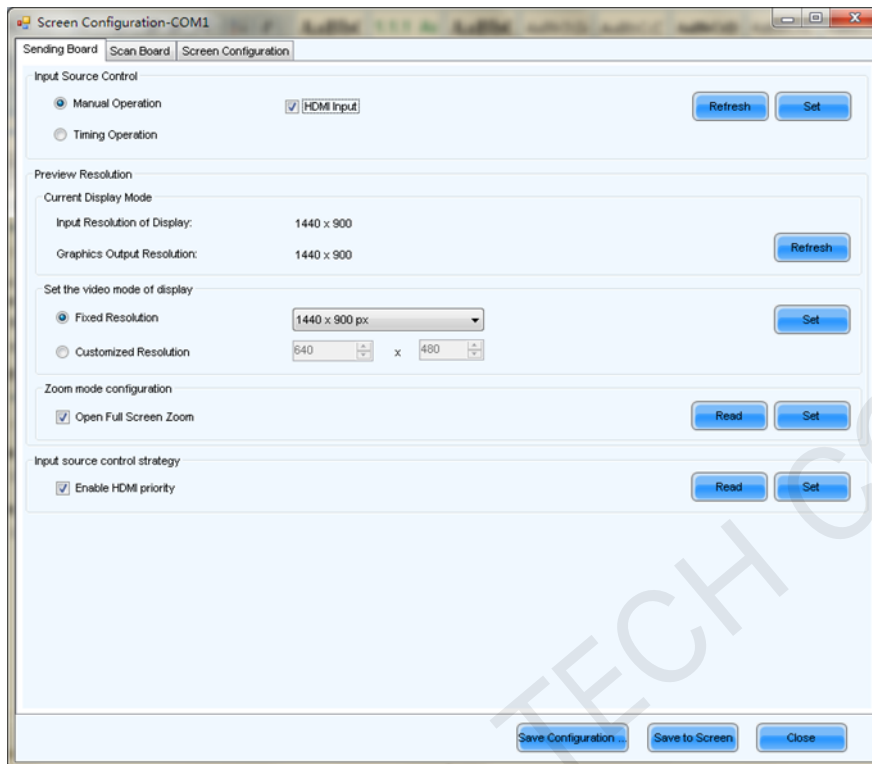 Screen Configuration-COM1
Sending Board Scan Board Screen Configuration
Input Source Control
Manual Operation HDMI Input Refresh Set
Timing Operation
Preview Resolution
Current Display Mode
Input Resolution of Display: 1440 x 900
Graphics Output Resolution: 1440 x 900 Refresh
Set the video mode of display
Fixed Resolution 1440 x 900 px Set
Customized Resolution 640 x 480
Zoom mode configuration
Open Full Screen Zoom Read Set
Input source control strategy
Enable HDMI priority Read Set
TECH CO
Save Configuration ... Save to Screen Close